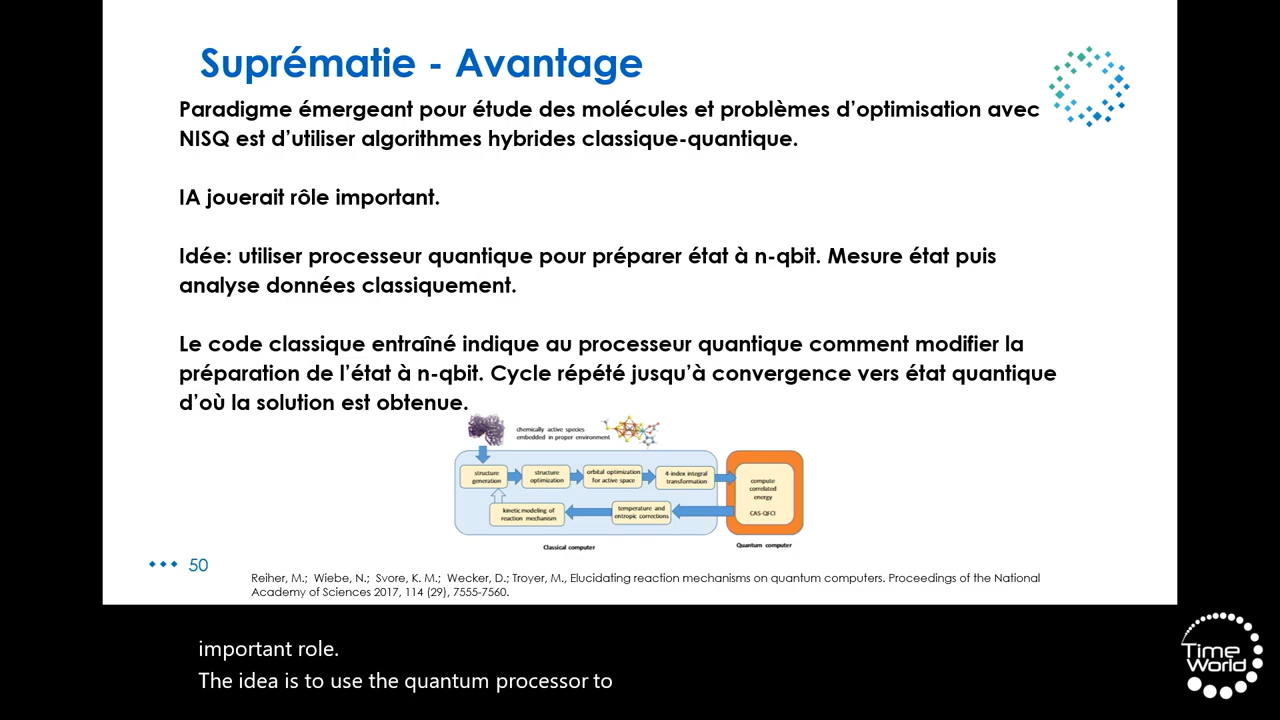 Suprématie - Avantage
Paradigme émergeant pour étude des molécules et problèmes d'optimisation avec
NISQ est d'utiliser algorithmes hybrides classique-quantique.
IA jouerait rôle important.
Idée: utiliser processeur quantique pour préparer état à n-qbit. Mesure état puis
analyse données classiquement.
Le code classique entraîné indique au processeur quantique comment modifier la
préparation de l'état à n-qbit. Cycle répété jusqu'à convergence vers état quantique
d'où la solution est obtenue.
chemically active species
embedded in proper environment
structure
generation
structure
optimization
orbital optimization
for active space
4-index integral
transformation
compute
correlated
energy
CAS-QFCI
kinetic modeling of
reaction mechanism
temperature and
entropic corrections
Classical computer
Quantum computer
50
Reiher, M.; Wiebe, N.; Svore, K. M.; Wecker, D.; Troyer, M., Elucidating reaction mechanisms on quantum computers. Proceedings of the National
Academy of Sciences 2017, 114 (29), 7555-7560.
important role.
The idea is to use the quantum processor to
Time
World